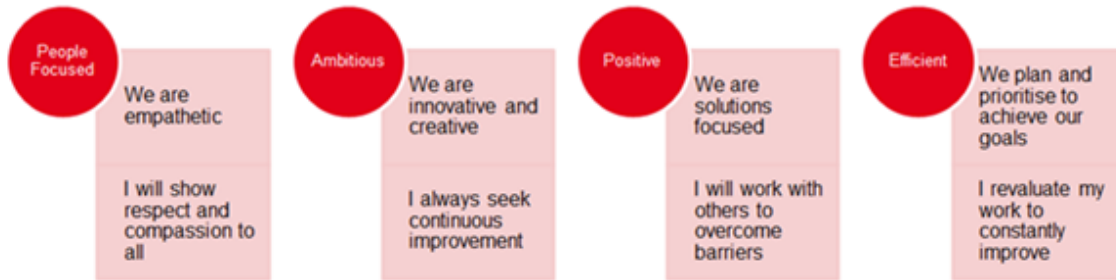 People
Focused
We are
empathetic
I will show
respect and
compassion to
all
Ambitious
We are
innovative and
creative
I always seek
continuous
improvement
Positive
We are
solutions
focused
I will work with
others to
overcome
barriers
Efficient
We plan and
prioritise to
achieve our
goals
I revaluate my
work to
constantly
improve